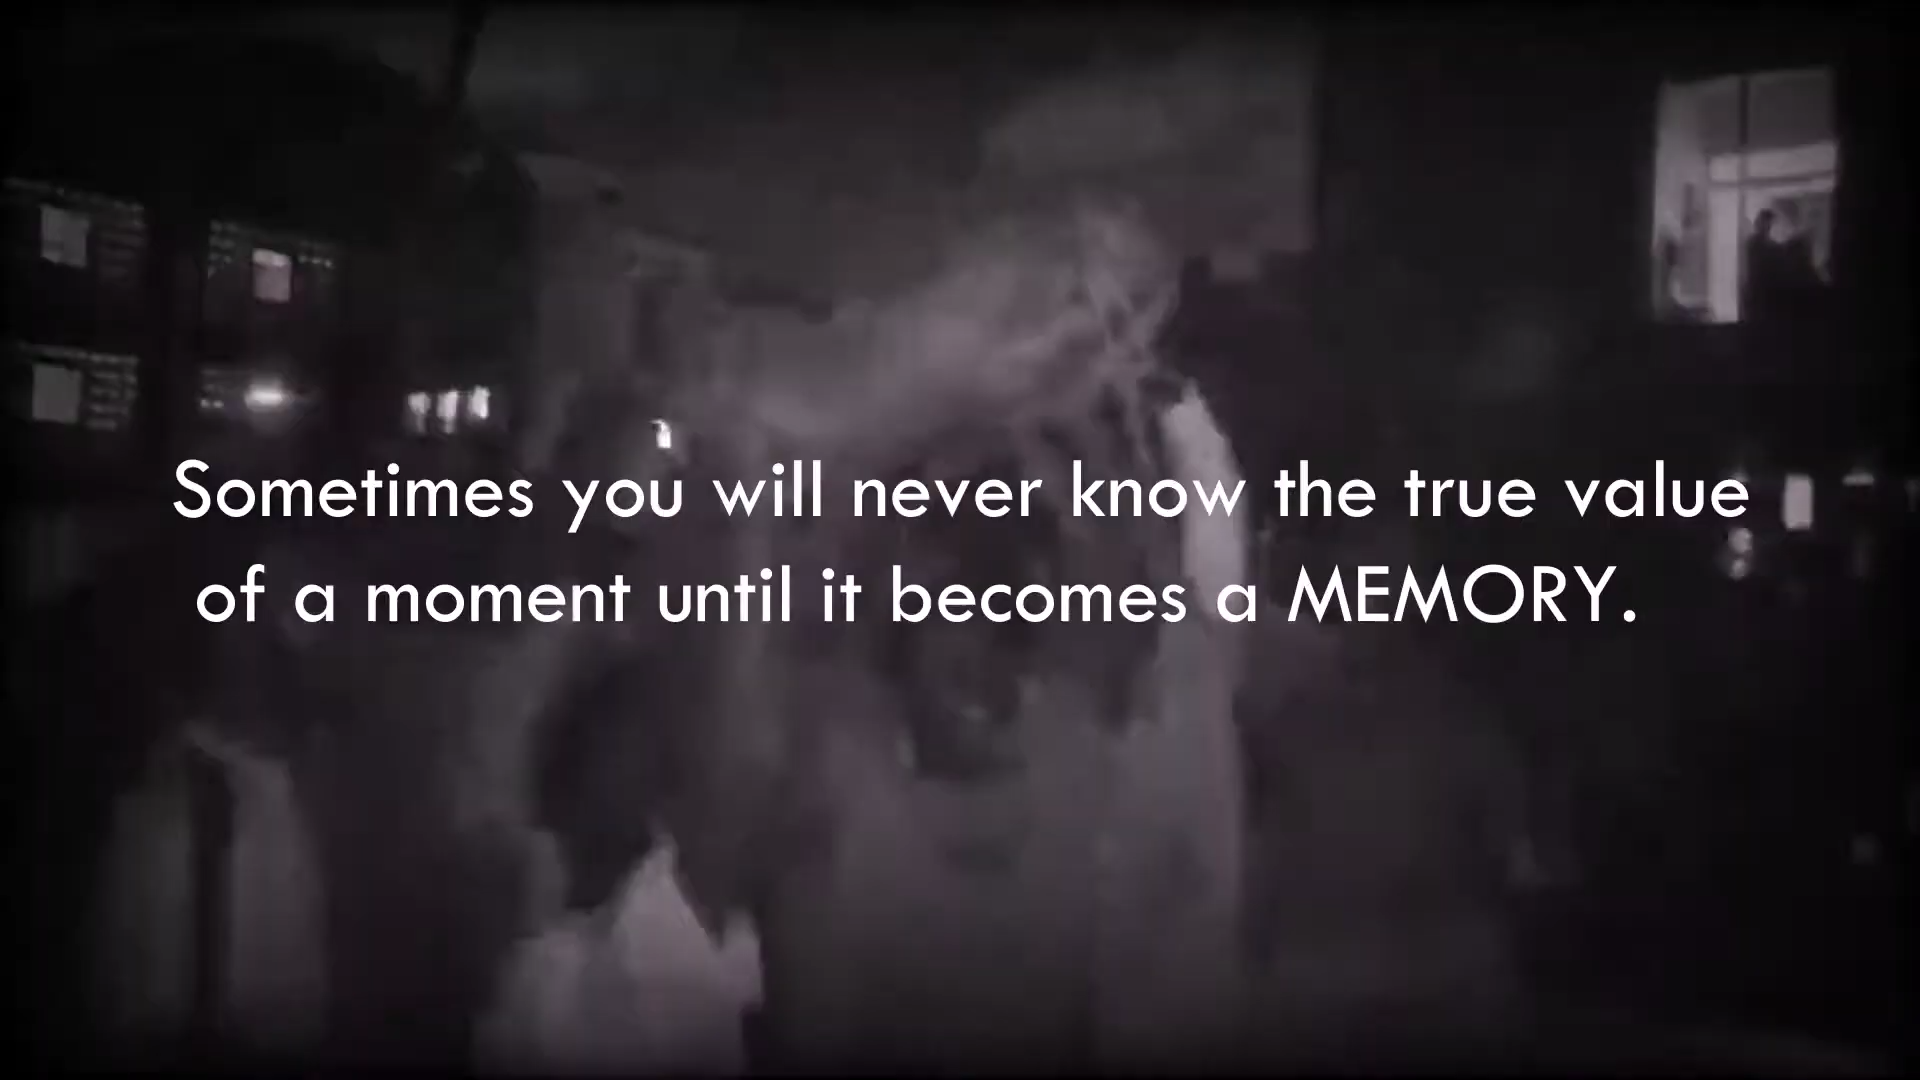 Sometimes you will never know the true value
of a moment until it becomes a MEMORY.